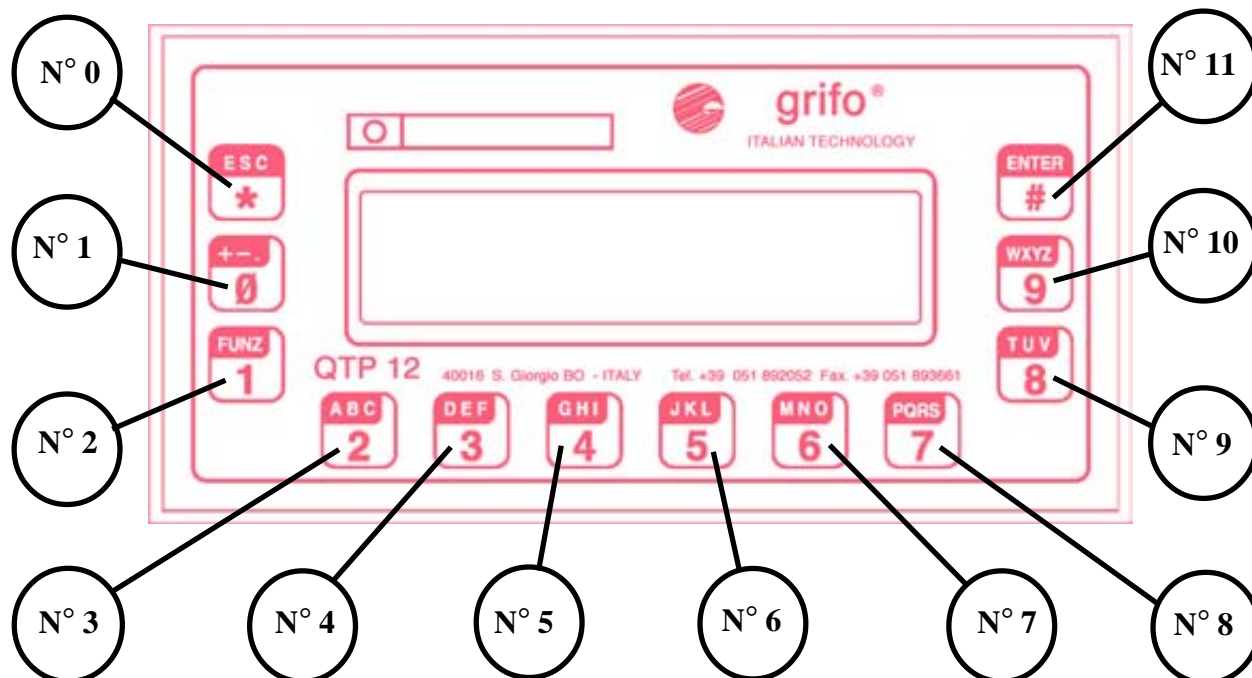 N° 0
N° 11
grifo®
ITALIAN TECHNOLOGY
ESC
*
ENTER
#
N° 1
+-.
0
WXYZ
9
N° 10
FUNZ
1
TUV
8
QTP 12
40016 S. Giorgio BO - ITALY Tel. +39 051 892052 Fax. +39 051 893661
ABC
2
DEF
3
GHI
4
JKL
5
MNO
6
PQRS
7
N° 2
N° 9
N° 3
N° 4
N° 5
N° 6
N° 7
N° 8